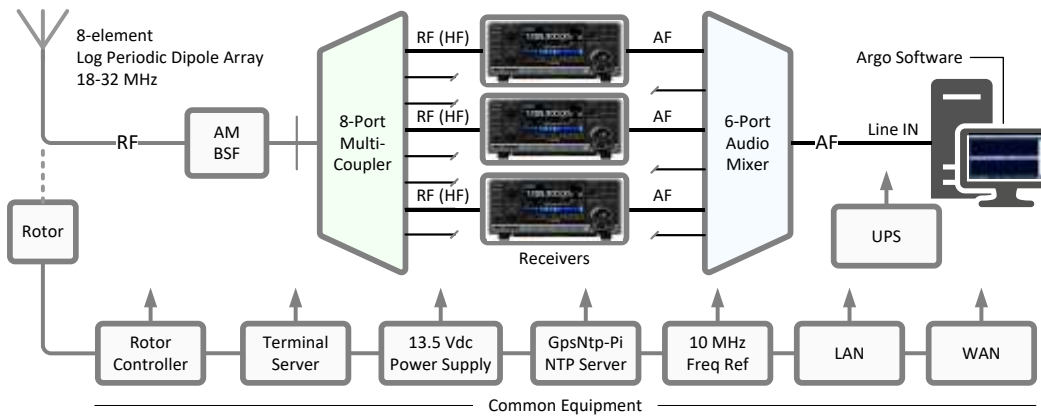 8-element
Log Periodic Dipole Array
18-32 MHz
RF
AM
BSF
8-Port
Multi-
Coupler
RF (HF)
RF (HF)
RF (HF)
Receivers
AF
AF
AF
6-Port
Audio
Mixer
AF
Line IN
Argo Software
UPS
Rotor
Rotor
Controller
Terminal
Server
13.5 Vdc
Power Supply
GpsNtp-Pi
NTP Server
10 MHz
Freq Ref
LAN
WAN
Common Equipment